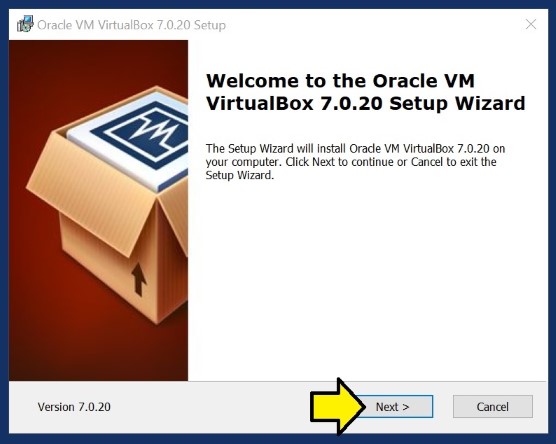 Oracle VM VirtualBox 7.0.20 Setup
Welcome to the Oracle VM
VirtualBox 7.0.20 Setup Wizard
The Setup Wizard will install Oracle VM VirtualBox 7.0.20 on
your computer. Click Next to continue or Cancel to exit the
Setup Wizard.
Version 7.0.20
Next >
Cancel